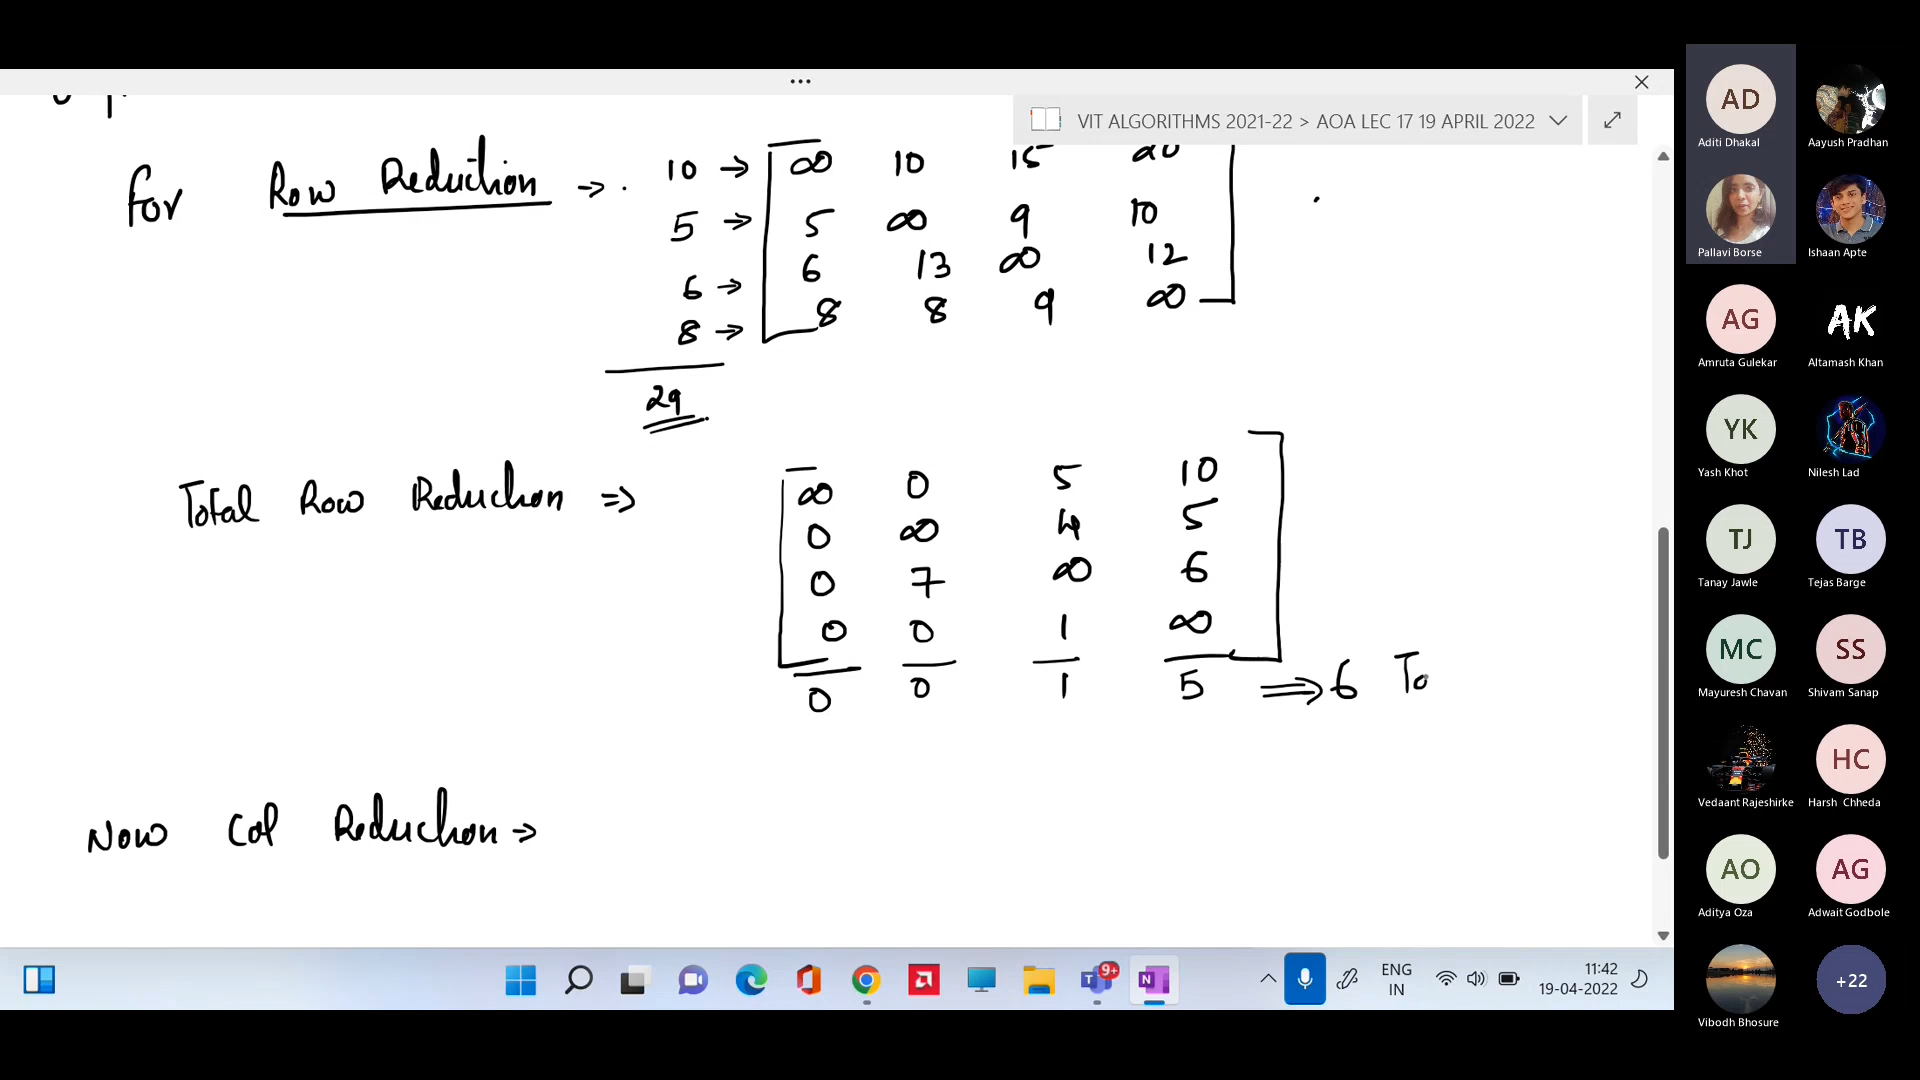 ...
VIT ALGORITHMS 2021-22 > AOA LEC 17 19 APRIL 2022
For Row Reduction → 10 → ∞ 10 15 20
5 → 5 ∞ 9 10
6 → 6 13 ∞ 12
8 → 8 8 9 ∞
29
Total Row Reduction ⇒ ∞ 0 5 10
0 ∞ 4 5
0 7 ∞ 6
0 0 1 ∞
0 0 1 5 ⇒ 6 To
Now Col Reduction →
AD
Aditi Dhakal
Aayush Pradhan
Pallavi Borse
Ishaan Apte
AG
Amruta Gulekar
AK
Altamash Khan
YK
Yash Khot
Nilesh Lad
TJ
Tanay Jawle
TB
Tejas Barge
MC
Mayuresh Chavan
SS
Shivam Sanap
Vedaant Rajeshirke
HC
Harsh Chheda
AO
Aditya Oza
AG
Adwait Godbole
Vibodh Bhosure
+22
9+
T
N
ENG
IN
11:42
19-04-2022